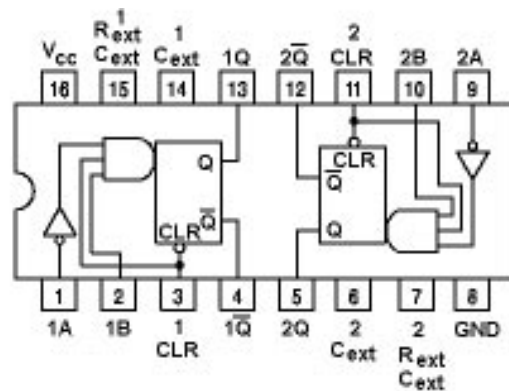 1 1
Rext
VCC Cext Cext 1Q 2Q̅ 2 CLR 2B 2A
16 15 14 13 12 11 10 9
Q CLR
Q̅ Q̅
CLR Q
1 2 3 4 5 6 7 8
1A 1B 1 1Q̅ 2Q 2 2 GND
CLR Cext Rext
Cext